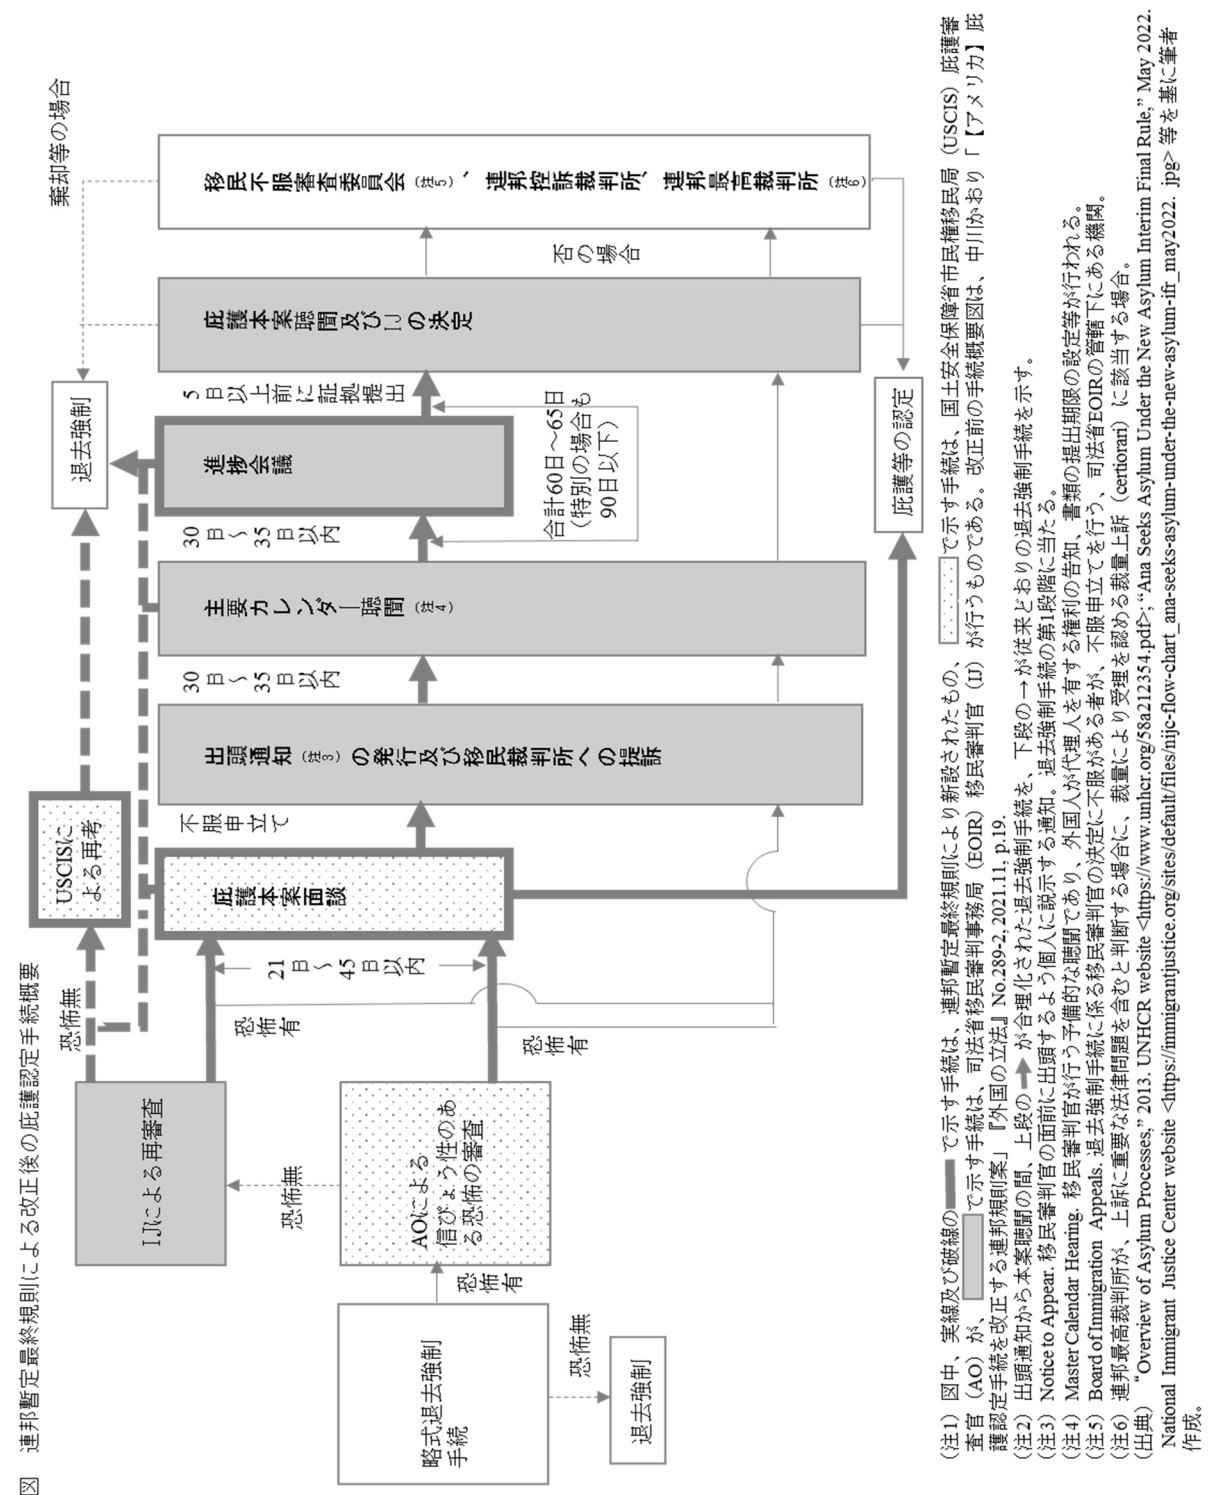 図　連邦暫定最終規則による改正後の庇護認定手続概要
略式退去強制
手続
恐怖無
退去強制
恐怖有
AOによる
信ぴょう性のあ
る恐怖の審査
恐怖無
IJによる再審査
恐怖無
恐怖有
恐怖有
21日～45日以内
USCISに
よる再考
庇護本案面談
不服申立て
出頭通知（注3）の発行及び移民裁判所への提訴
30日～35日以内
主要カレンダー聴聞（注4）
30日～35日以内
進捗会議
合計60日～65日
（特別の場合も
90日以下）
5日以上前に証拠提出
退去強制
庇護本案聴聞及びIJの決定
庇護等の認定
否の場合
移民不服審査委員会（注5）、連邦控訴裁判所、連邦最高裁判所（注6）
棄却等の場合
（注1）図中、実線及び破線の で示す手続は、連邦暫定最終規則により新設されたもの、 で示す手続は、国土安全保障省市民権移民局（USCIS）庇護審
査官（AO）が、 で示す手続は、司法省移民審判事務局（EOIR）移民審判官（IJ）が行うものである。改正前の手続概要図は、中川かおり「【アメリカ】庇
護認定手続を改正する連邦規則案」『外国の立法』No.289-2, 2021.11, p.19.
（注2）出頭通知から本案聴聞の間、上段の が合理化された退去強制手続を、下段の→が従来どおりの退去強制手続を示す。
（注3）Notice to Appear. 移民審判官の面前に出頭するよう個人に説示する通知。退去強制手続の第1段階に当たる。
（注4）Master Calendar Hearing. 移民審判官が行う予備的な聴聞であり、外国人が代理人を有する権利の告知、書類の提出期限の設定等が行われる。
（注5）Board of Immigration Appeals. 退去強制手続に係る移民審判官の決定に不服がある者が、不服申立てを行う、司法省EOIRの管轄下にある機関。
（注6）連邦最高裁判所が、上訴に重要な法律問題を含むと判断する場合に、裁量により受理を認める裁量上訴（certiorari）に該当する場合。
（出典）“Overview of Asylum Processes,” 2013. UNHCR website <https://www.unhcr.org/58a212354.pdf>; “Ana Seeks Asylum Under the New Asylum Interim Final Rule,” May 2022.
National Immigrant Justice Center website <https://immigrantjustice.org/sites/default/files/nijc-flow-chart_ana-seeks-asylum-under-the-new-asylum-ifr_may2022. jpg> 等を基に筆者
作成。